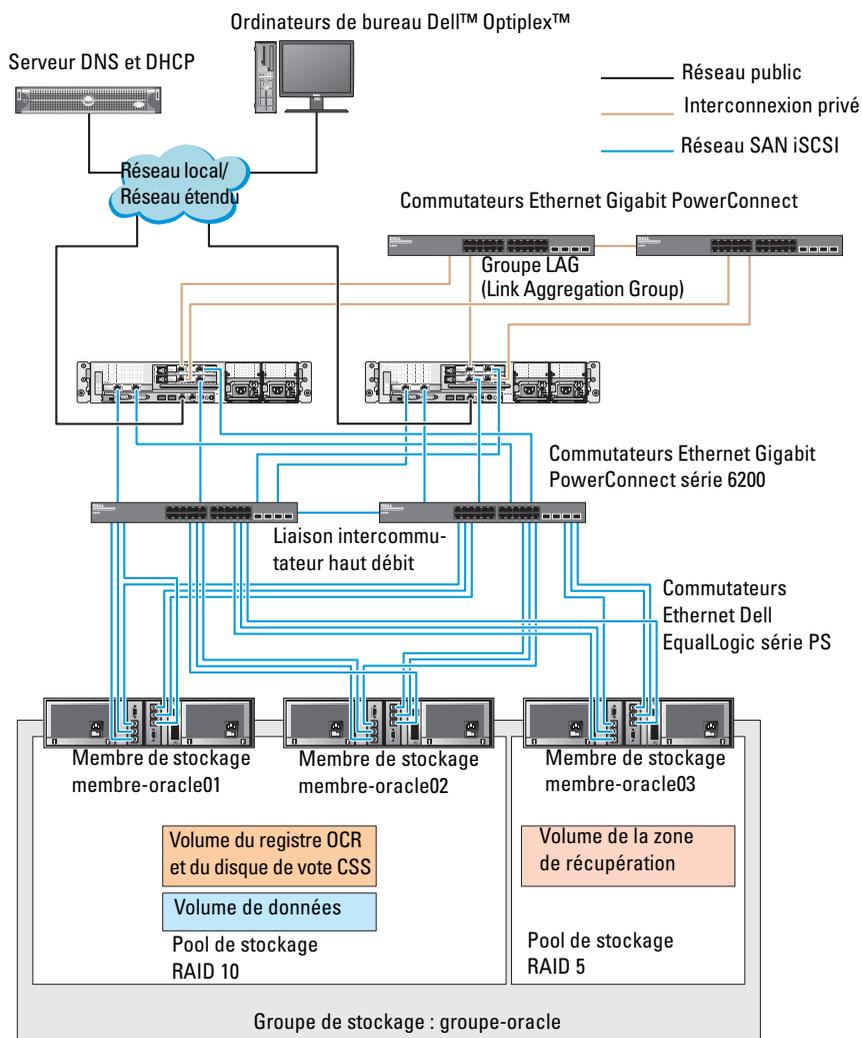 Ordinateurs de bureau Dell™ Optiplex™
Serveur DNS et DHCP
Réseau public
Interconnexion privé
Réseau SAN iSCSI
Réseau local/
Réseau étendu
Commutateurs Ethernet Gigabit PowerConnect
Groupe LAG
(Link Aggregation Group)
Commutateurs Ethernet Gigabit
PowerConnect série 6200
Liaison intercommu-
tateur haut débit
Commutateurs
Ethernet Dell
EqualLogic série PS
Membre de stockage
membre-oracle01
Membre de stockage
membre-oracle02
Membre de stockage
membre-oracle03
Volume du registre OCR
et du disque de vote CSS
Volume de données
Pool de stockage
RAID 10
Volume de la zone
de récupération
Pool de stockage
RAID 5
Groupe de stockage : groupe-oracle